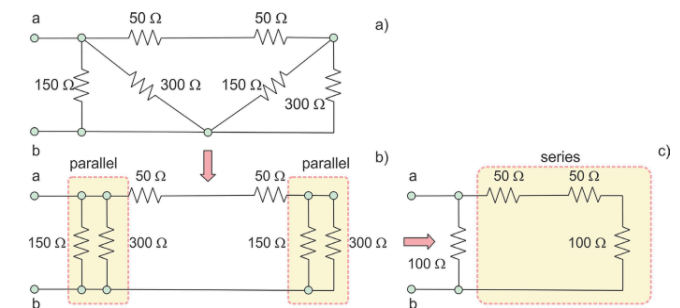 a 50 Ω 50 Ω a)
150 Ω 300 Ω 150 Ω 300 Ω
b
parallel parallel b) series c)
a 50 Ω 50 Ω a 50 Ω 50 Ω
150 Ω 300 Ω 150 Ω 300 Ω 100 Ω 100 Ω
b b